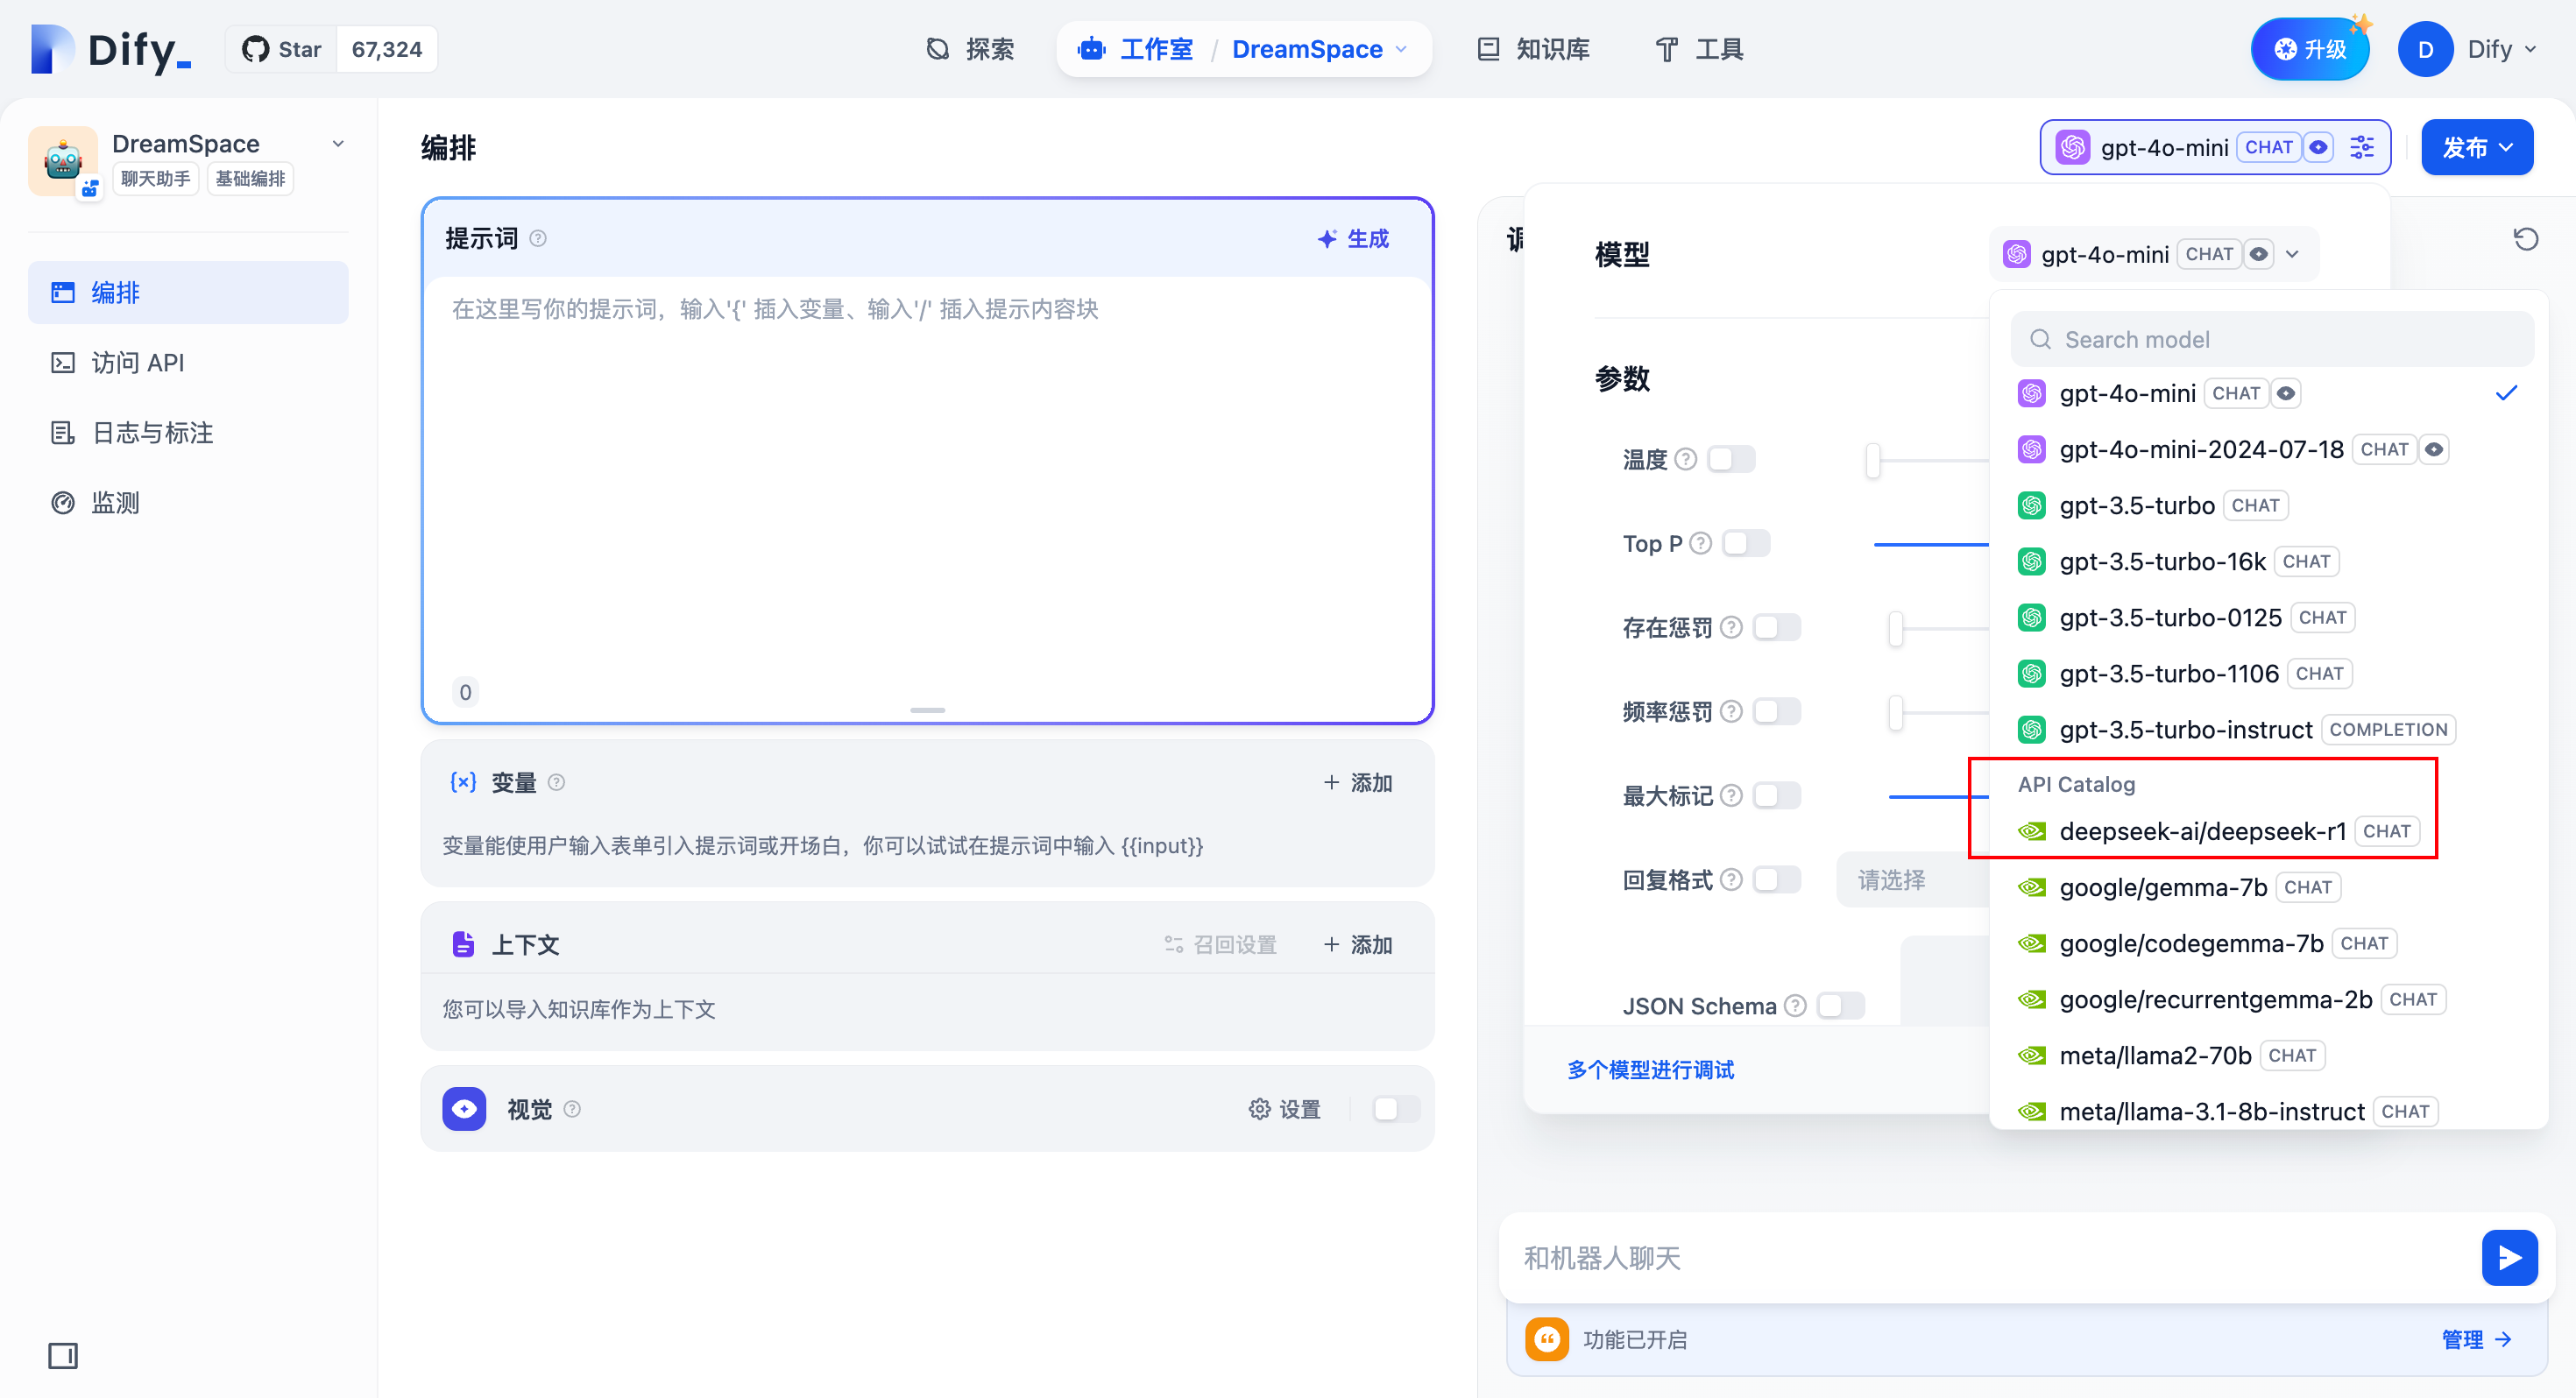 Dify_
Star 67,324
探索
工作室 / DreamSpace
知识库
工具
升级
D Dify
DreamSpace
聊天助手 基础编排
编排
访问 API
日志与标注
监测
编排
gpt-4o-mini CHAT
发布
提示词
生成
在这里写你的提示词，输入'{' 插入变量、输入'/' 插入提示内容块
0
变量
添加
变量能使用户输入表单引入提示词或开场白，你可以试试在提示词中输入 {{input}}
上下文
召回设置
添加
您可以导入知识库作为上下文
视觉
设置
模型
gpt-4o-mini CHAT
参数
温度
Top P
存在惩罚
频率惩罚
最大标记
回复格式
请选择
JSON Schema
多个模型进行调试
Search model
gpt-4o-mini CHAT
gpt-4o-mini-2024-07-18 CHAT
gpt-3.5-turbo CHAT
gpt-3.5-turbo-16k CHAT
gpt-3.5-turbo-0125 CHAT
gpt-3.5-turbo-1106 CHAT
gpt-3.5-turbo-instruct COMPLETION
API Catalog
deepseek-ai/deepseek-r1 CHAT
google/gemma-7b CHAT
google/codegemma-7b CHAT
google/recurrentgemma-2b CHAT
meta/llama2-70b CHAT
meta/llama-3.1-8b-instruct CHAT
和机器人聊天
功能已开启
管理